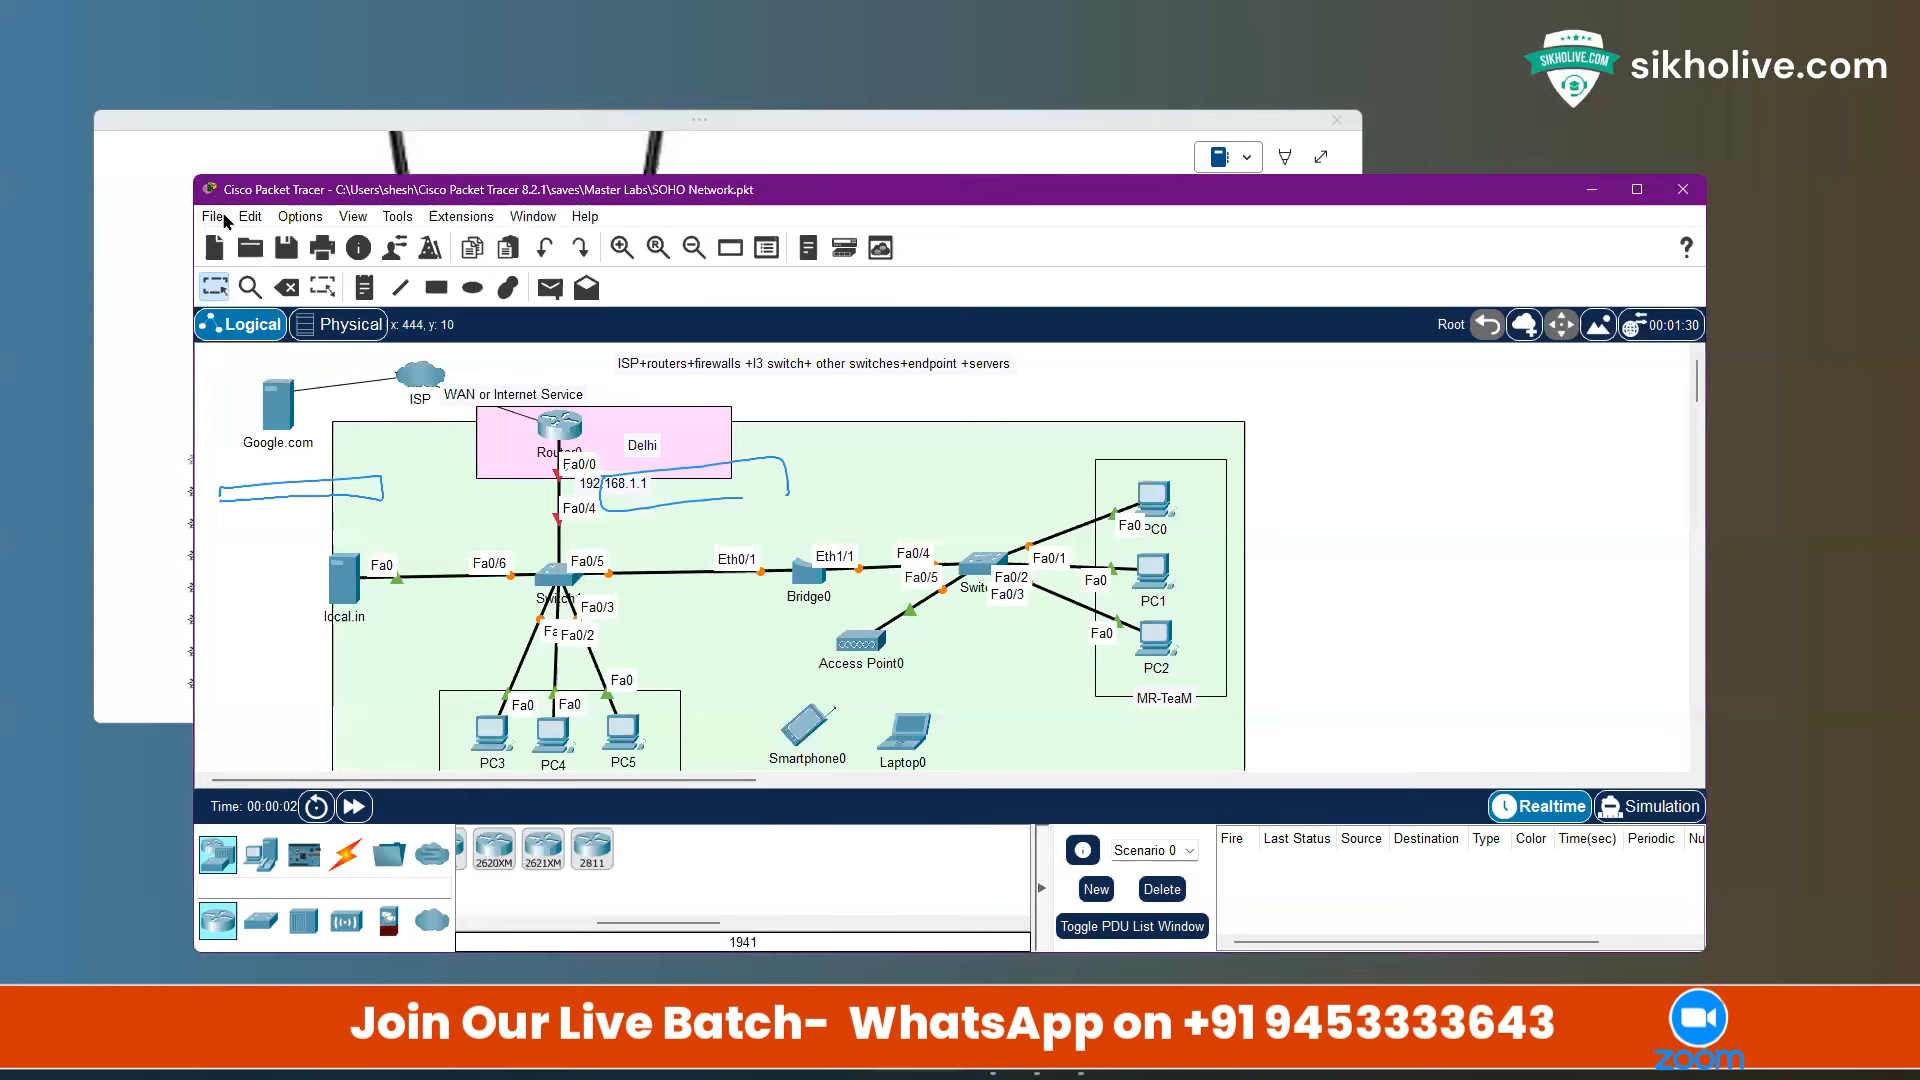 SIKHOLIVE.COM
sikholive.com
Cisco Packet Tracer - C:\Users\shesh\Cisco Packet Tracer 8.2.1\saves\Master Labs\SOHO Network.pkt
File Edit Options View Tools Extensions Window Help
Logical Physical x: 444, y: 10
Root 00:01:30
ISP+routers+firewalls +l3 switch+ other switches+endpoint +servers
ISP
WAN or Internet Service
Google.com
Delhi
Router0
Fa0/0
192.168.1.1
Fa0/4
Fa0
Fa0/6
Fa0/5
Eth0/1
Eth1/1
Fa0/4
Fa0/5
Fa0/1
Fa0/2
Fa0/3
Fa0
PC0
Fa0
PC1
Fa0
PC2
MR-TeaM
local.in
Bridge0
Fa0/3
Fa0/2
Access Point0
Fa0
Fa0
Fa0
PC3
PC4
PC5
Smartphone0
Laptop0
Time: 00:00:02
Realtime Simulation
2620XM 2621XM 2811
1941
Scenario 0
New Delete
Toggle PDU List Window
Fire Last Status Source Destination Type Color Time(sec) Periodic Nu
Join Our Live Batch- WhatsApp on +91 9453333643
zoom